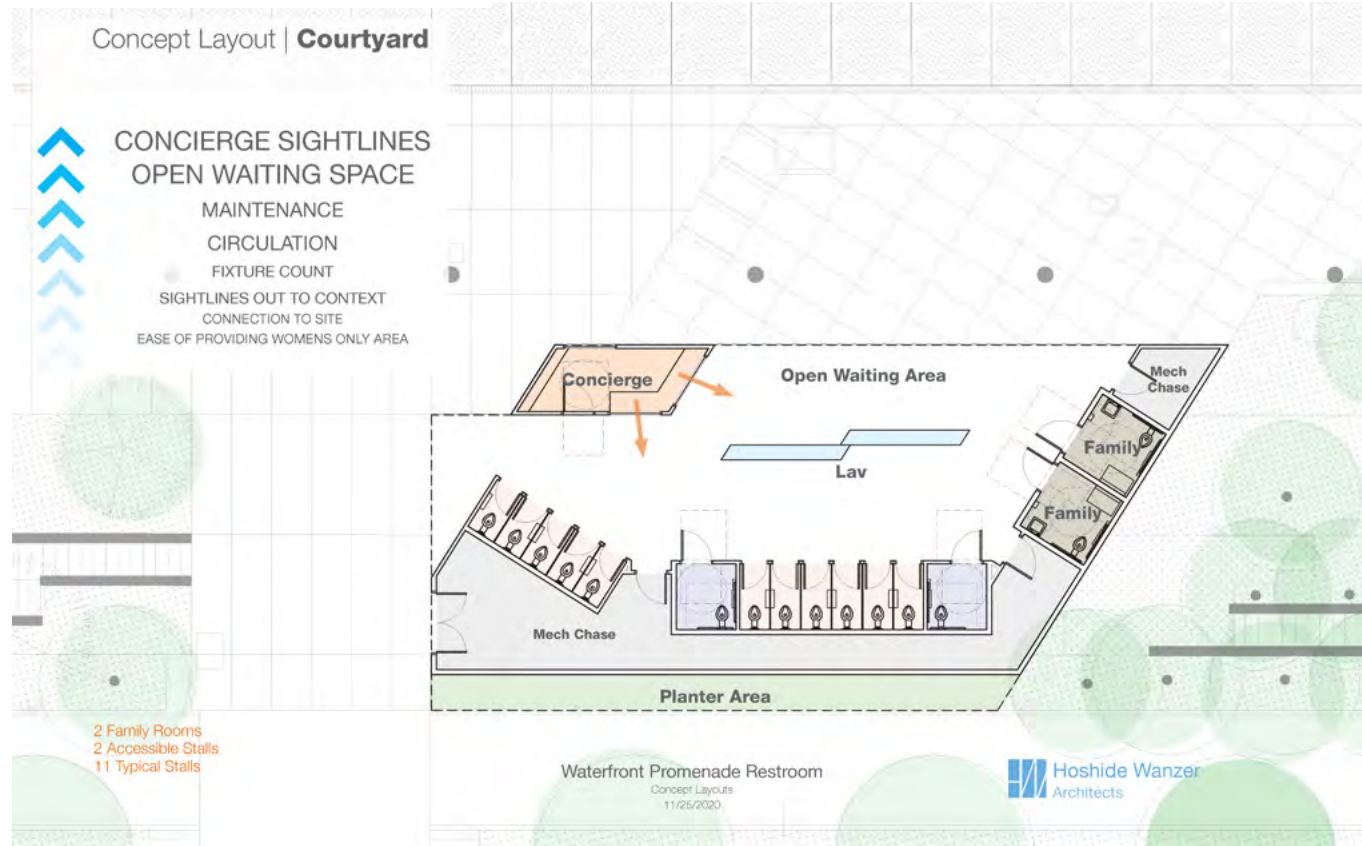 Concept Layout | Courtyard
CONCIERGE SIGHTLINES
OPEN WAITING SPACE
MAINTENANCE
CIRCULATION
FIXTURE COUNT
SIGHTLINES OUT TO CONTEXT
CONNECTION TO SITE
EASE OF PROVIDING WOMENS ONLY AREA
Concierge
Open Waiting Area
Mech
Chase
Lav
Family
Family
Mech Chase
Planter Area
2 Family Rooms
2 Accessible Stalls
11 Typical Stalls
Waterfront Promenade Restroom
Concept Layouts
11/25/2020
Hoshide Wanzer
Architects